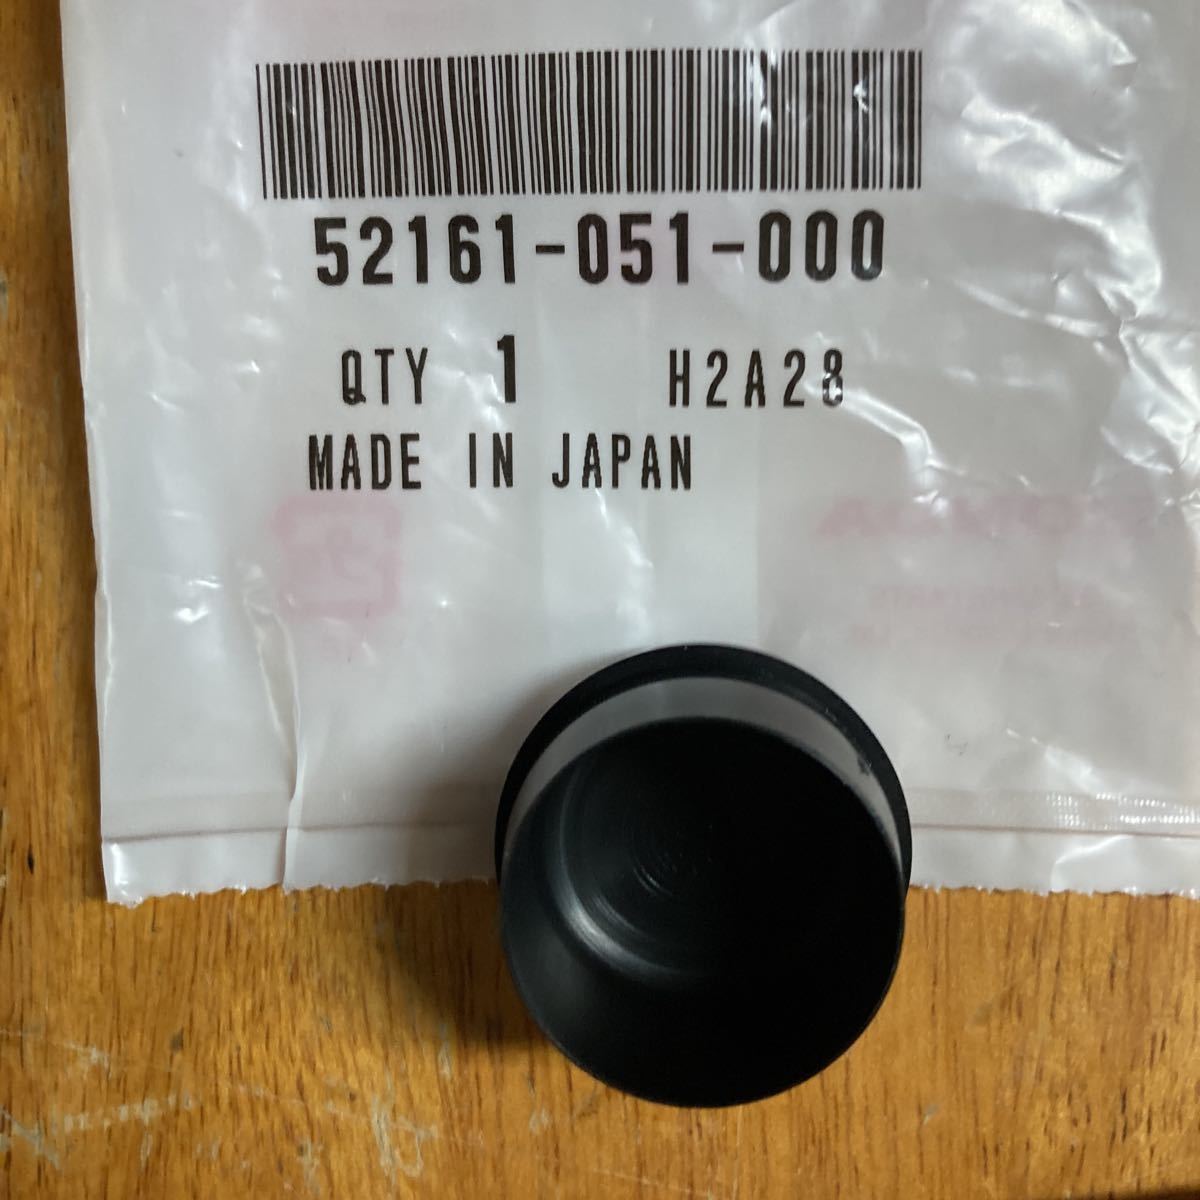 52161-051-000
QTY 1 H2A28
MADE IN JAPAN